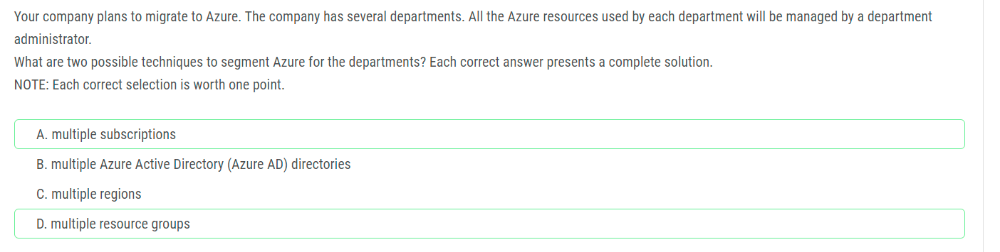 Your company plans to migrate to Azure. The company has several departments. All the Azure resources used by each department will be managed by a department
administrator.
What are two possible techniques to segment Azure for the departments? Each correct answer presents a complete solution.
NOTE: Each correct selection is worth one point.
A. multiple subscriptions
B. multiple Azure Active Directory (Azure AD) directories
C. multiple regions
D. multiple resource groups